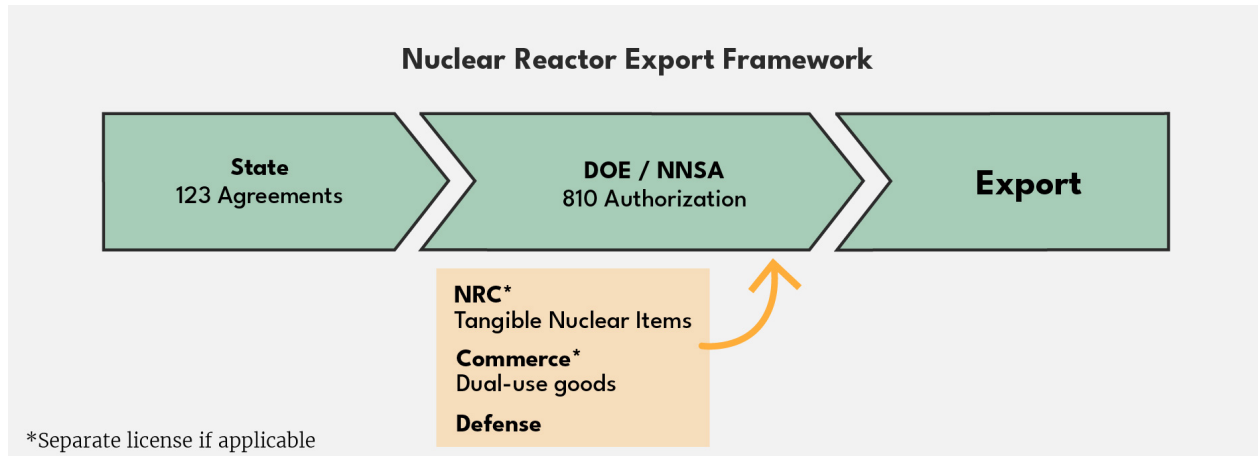 Nuclear Reactor Export Framework
State
123 Agreements
DOE / NNSA
810 Authorization
Export
NRC*
Tangible Nuclear Items
Commerce*
Dual-use goods
Defense
*Separate license if applicable